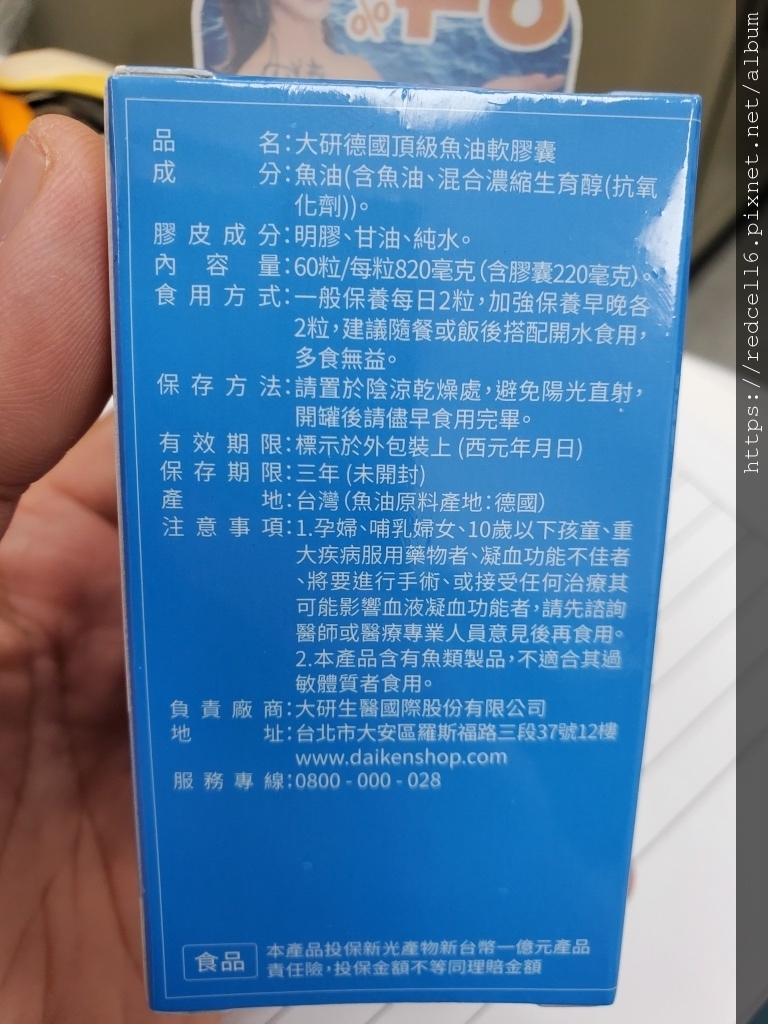 品名：大研德國頂級魚油軟膠囊
成分：魚油(含魚油、混合濃縮生育醇(抗氧
化劑))。
膠皮成分：明膠、甘油、純水。
內容量：60粒/每粒820毫克(含膠囊220毫克)。
食用方式：一般保養每日2粒，加強保養早晚各
2粒，建議隨餐或飯後搭配開水食用，
多食無益。
保存方法：請置於陰涼乾燥處，避免陽光直射，
開罐後請儘早食用完畢。
有效期限：標示於外包裝上 (西元年月日)
保存期限：三年 (未開封)
產地：台灣 (魚油原料產地：德國)
注意事項：1.孕婦、哺乳婦女、10歲以下孩童、重
大疾病服用藥物者、凝血功能不佳者
、將要進行手術、或接受任何治療其
可能影響血液凝血功能者，請先諮詢
醫師或醫療專業人員意見後再食用。
2.本產品含有魚類製品，不適合其過
敏體質者食用。
負責廠商：大研生醫國際股份有限公司
地址：台北市大安區羅斯福路三段37號12樓
www.daikenshop.com
服務專線：0800 - 000 - 028
食品
本產品投保新光產物新台幣一億元產品
責任險，投保金額不等同理賠金額
https://redcell16.pixnet.net/album